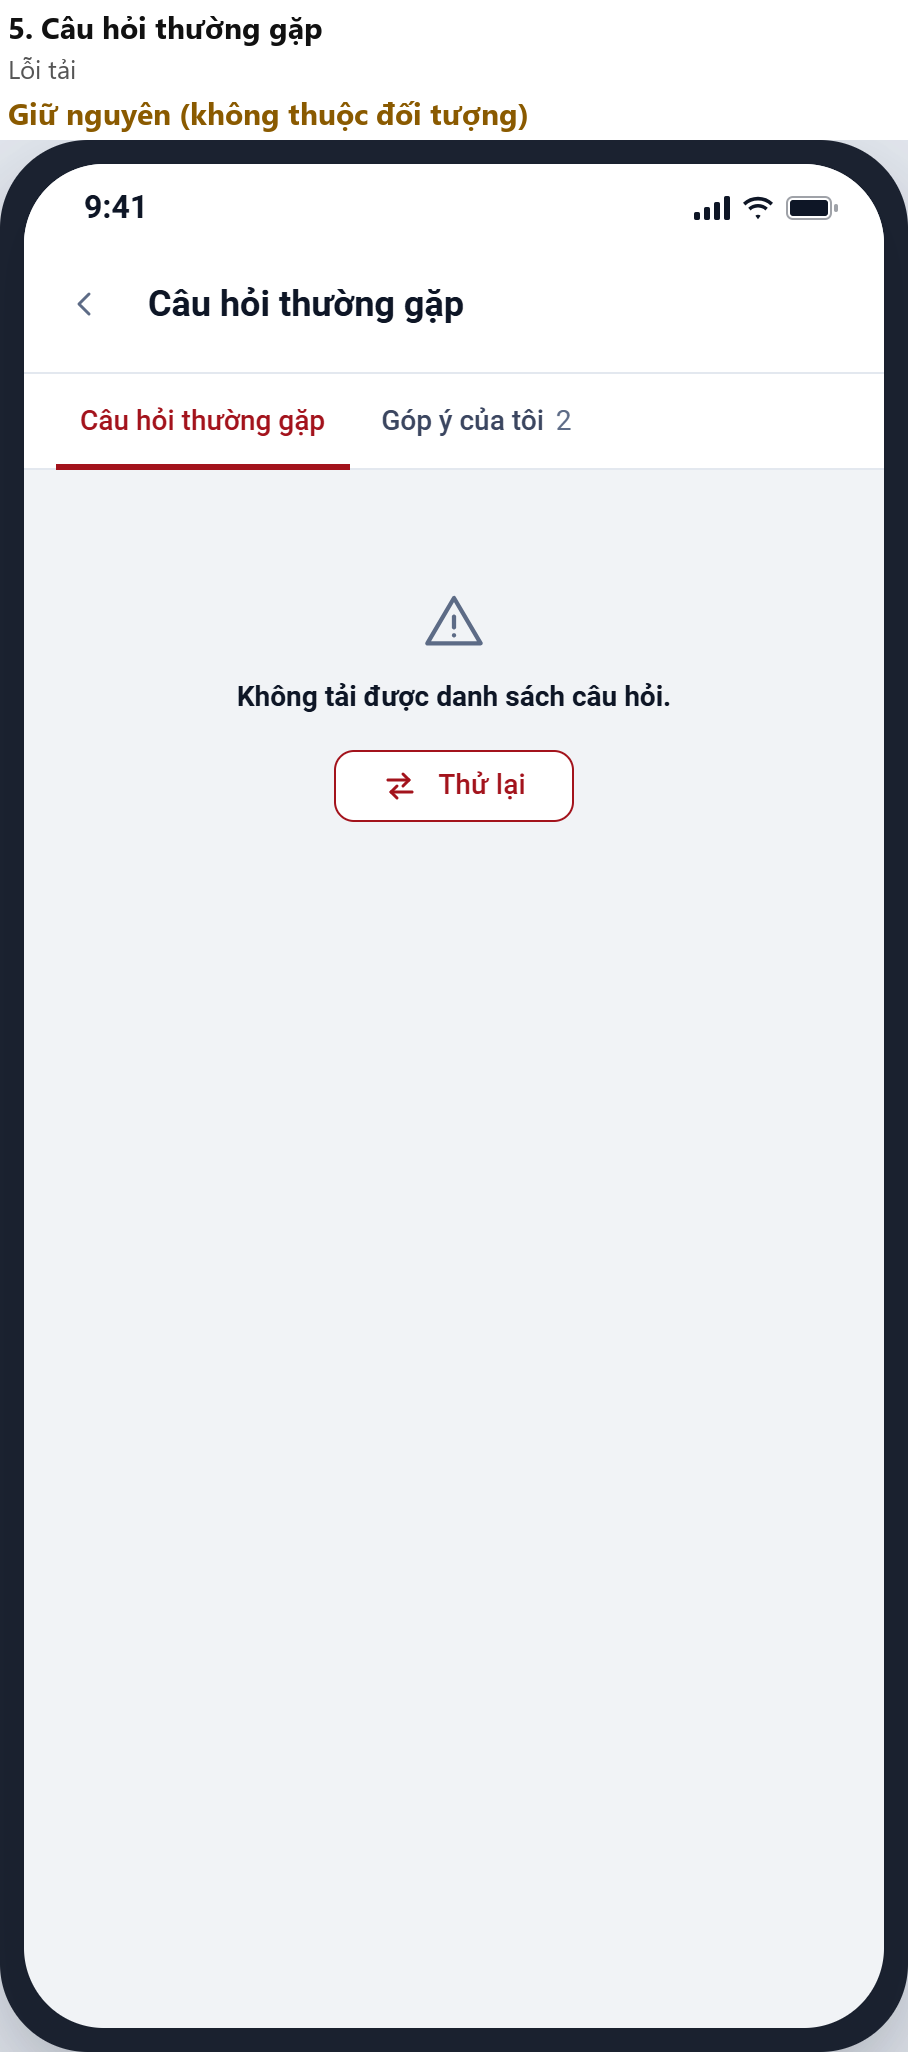 5. Câu hỏi thường gặp
Lỗi tải
Giữ nguyên (không thuộc đối tượng)
9:41
Câu hỏi thường gặp
Câu hỏi thường gặp
Góp ý của tôi 2
Không tải được danh sách câu hỏi.
Thử lại